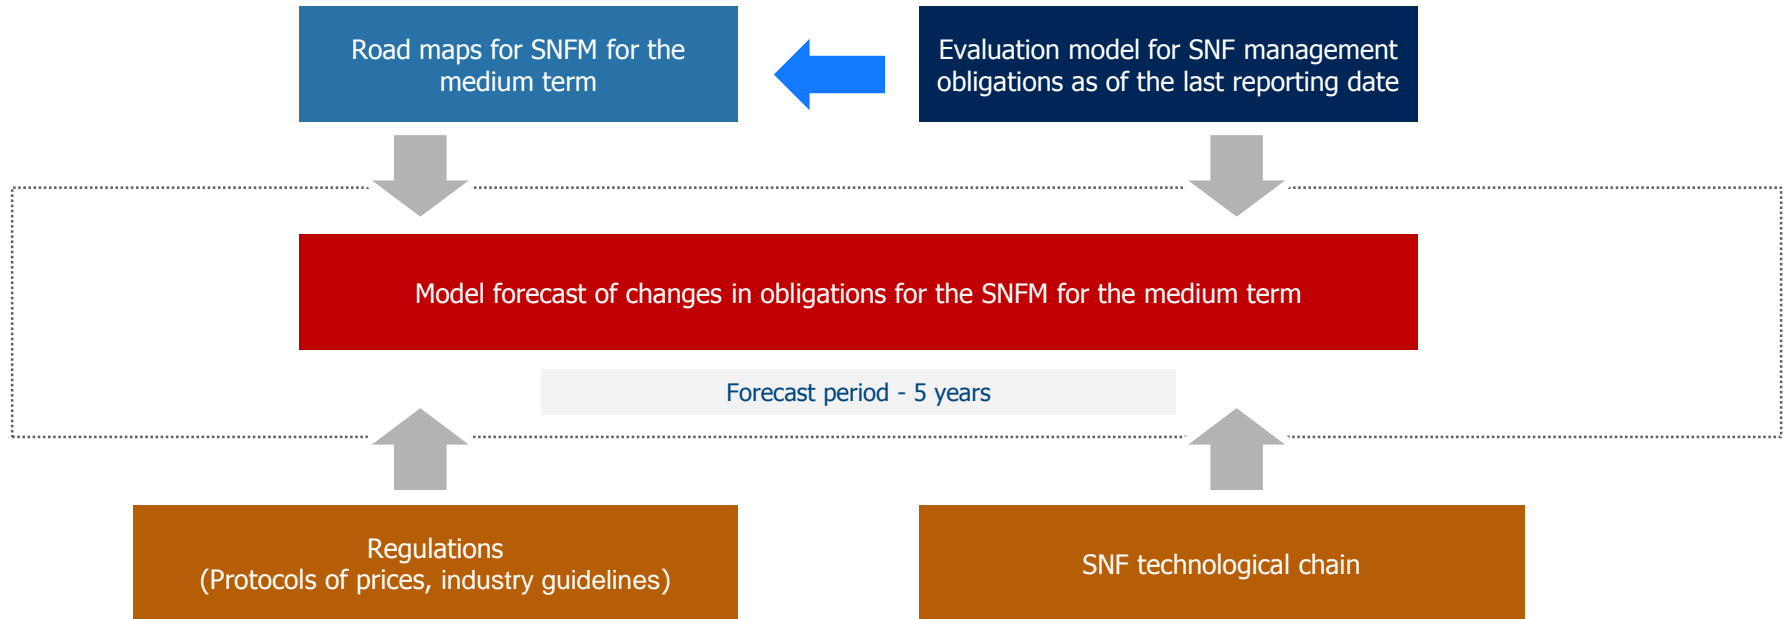 Road maps for SNFM for the
medium term
Evaluation model for SNF management
obligations as of the last reporting date
Model forecast of changes in obligations for the SNFM for the medium term
Forecast period - 5 years
Regulations
(Protocols of prices, industry guidelines)
SNF technological chain